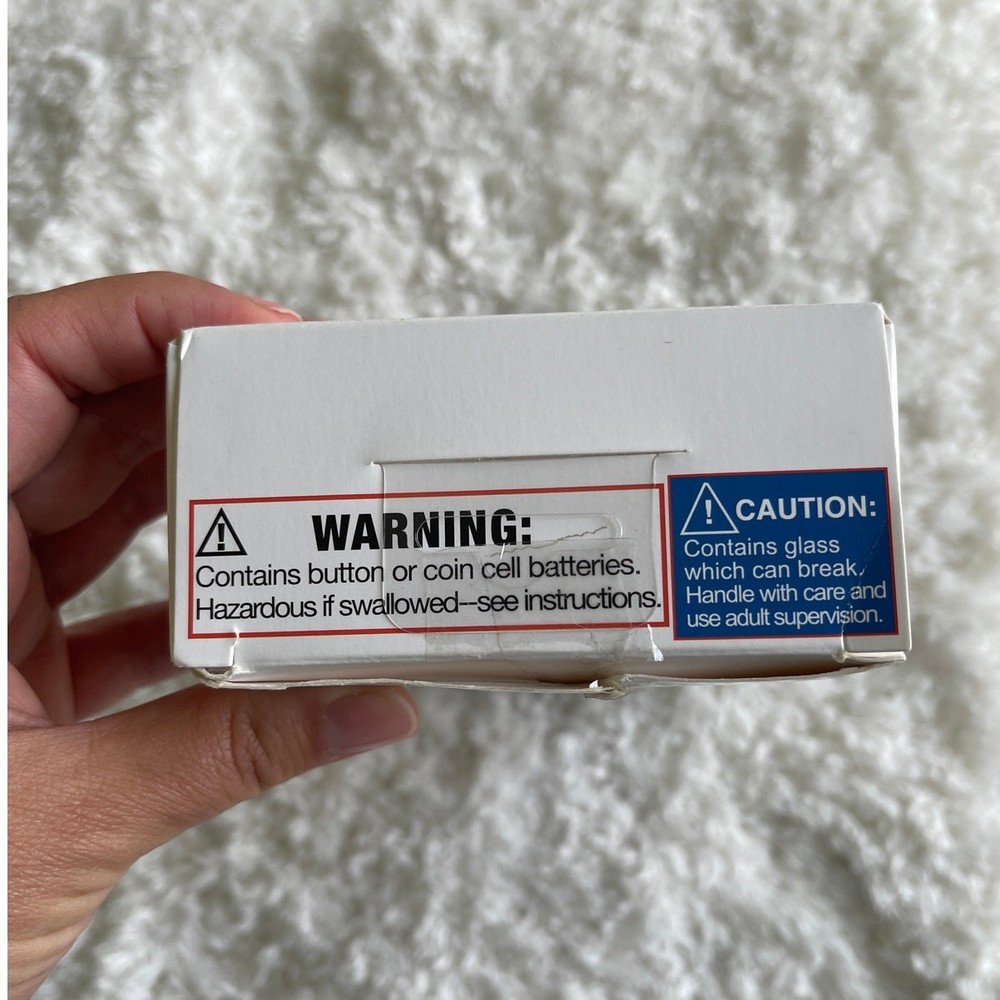 WARNING:
Contains button or coin cell batteries.
Hazardous if swallowed--see instructions.
CAUTION:
Contains glass
which can break.
Handle with care and
use adult supervision.